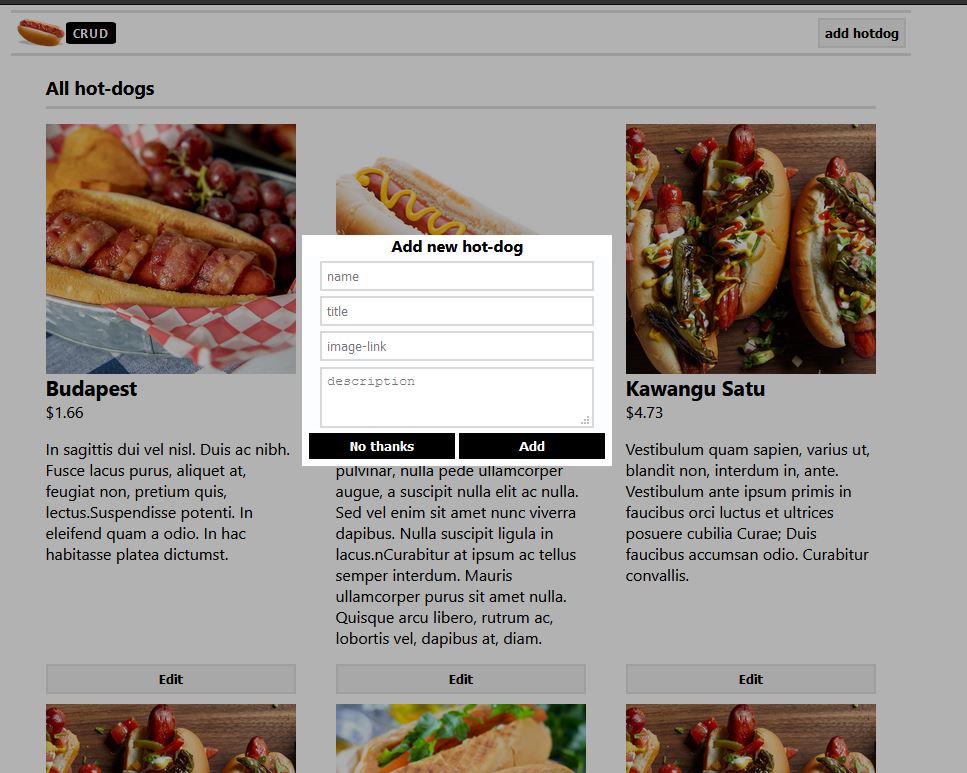 CRUD
add hotdog
All hot-dogs
Add new hot-dog
name
title
image-link
description
No thanks
Add
Budapest
$1.66
In sagittis dui vel nisl. Duis ac nibh.
Fusce lacus purus, aliquet at,
feugiat non, pretium quis,
lectus.Suspendisse potenti. In
eleifend quam a odio. In hac
habitasse platea dictumst.
pulvinar, nulla pede ullamcorper
augue, a suscipit nulla elit ac nulla.
Sed vel enim sit amet nunc viverra
dapibus. Nulla suscipit ligula in
lacus.nCurabitur at ipsum ac tellus
semper interdum. Mauris
ullamcorper purus sit amet nulla.
Quisque arcu libero, rutrum ac,
lobortis vel, dapibus at, diam.
Kawangu Satu
$4.73
Vestibulum quam sapien, varius ut,
blandit non, interdum in, ante.
Vestibulum ante ipsum primis in
faucibus orci luctus et ultrices
posuere cubilia Curae; Duis
faucibus accumsan odio. Curabitur
convallis.
Edit
Edit
Edit